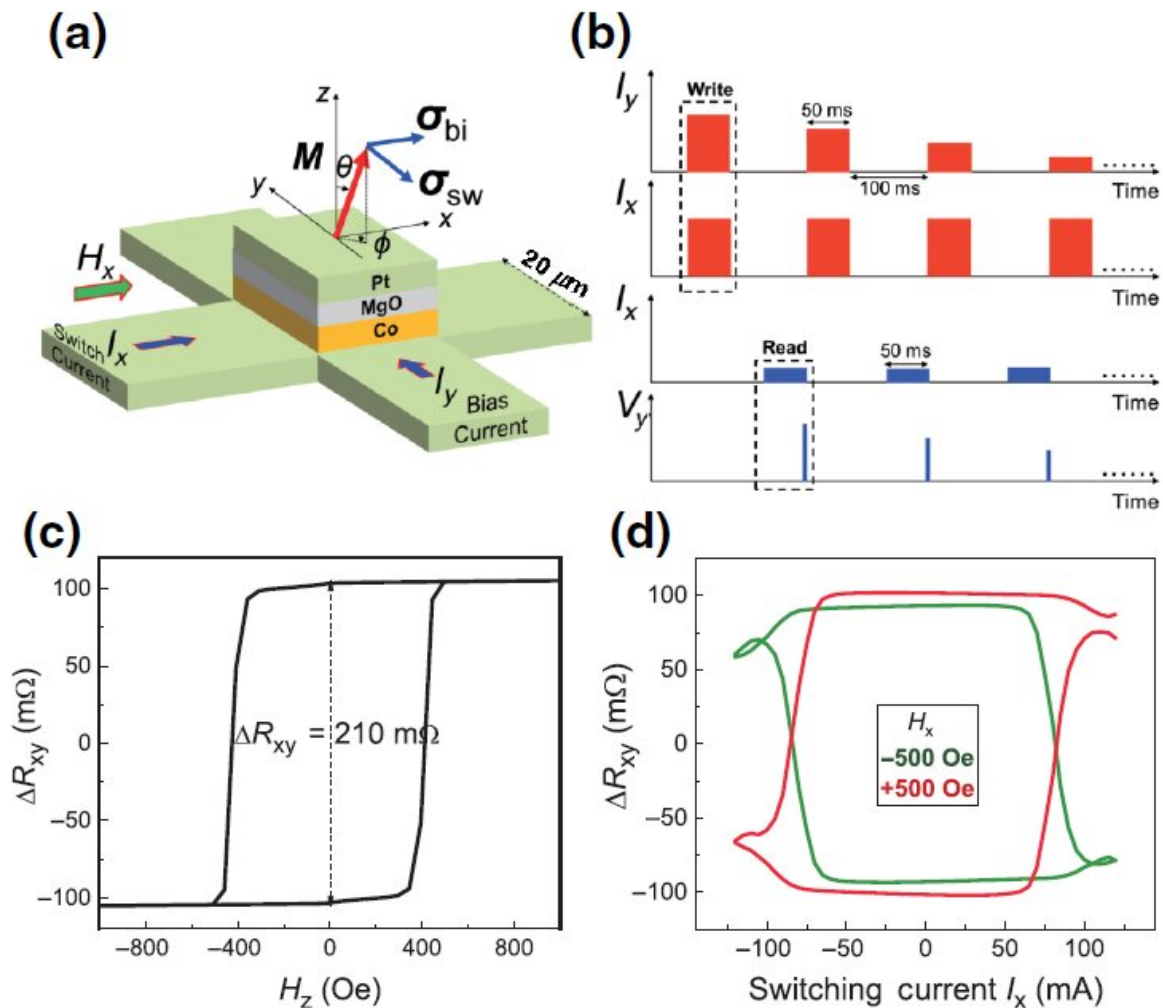 (a)
z
σbi
M
θ
σsw
y
x
ϕ
Hx
Pt
MgO
Co
20 μm
Switch Ix
Current
Iy
Bias
Current
(b)
Iy
Write
50 ms
100 ms
......
Time
Ix
......
Time
Ix
Read
50 ms
......
Time
Vy
......
Time
(c)
ΔRxy (mΩ)
100
50
0
−50
−100
ΔRxy = 210 mΩ
−800
−400
0
400
800
Hz (Oe)
(d)
ΔRxy (mΩ)
100
50
0
−50
−100
Hx
−500 Oe
+500 Oe
−100
−50
0
50
100
Switching current Ix (mA)